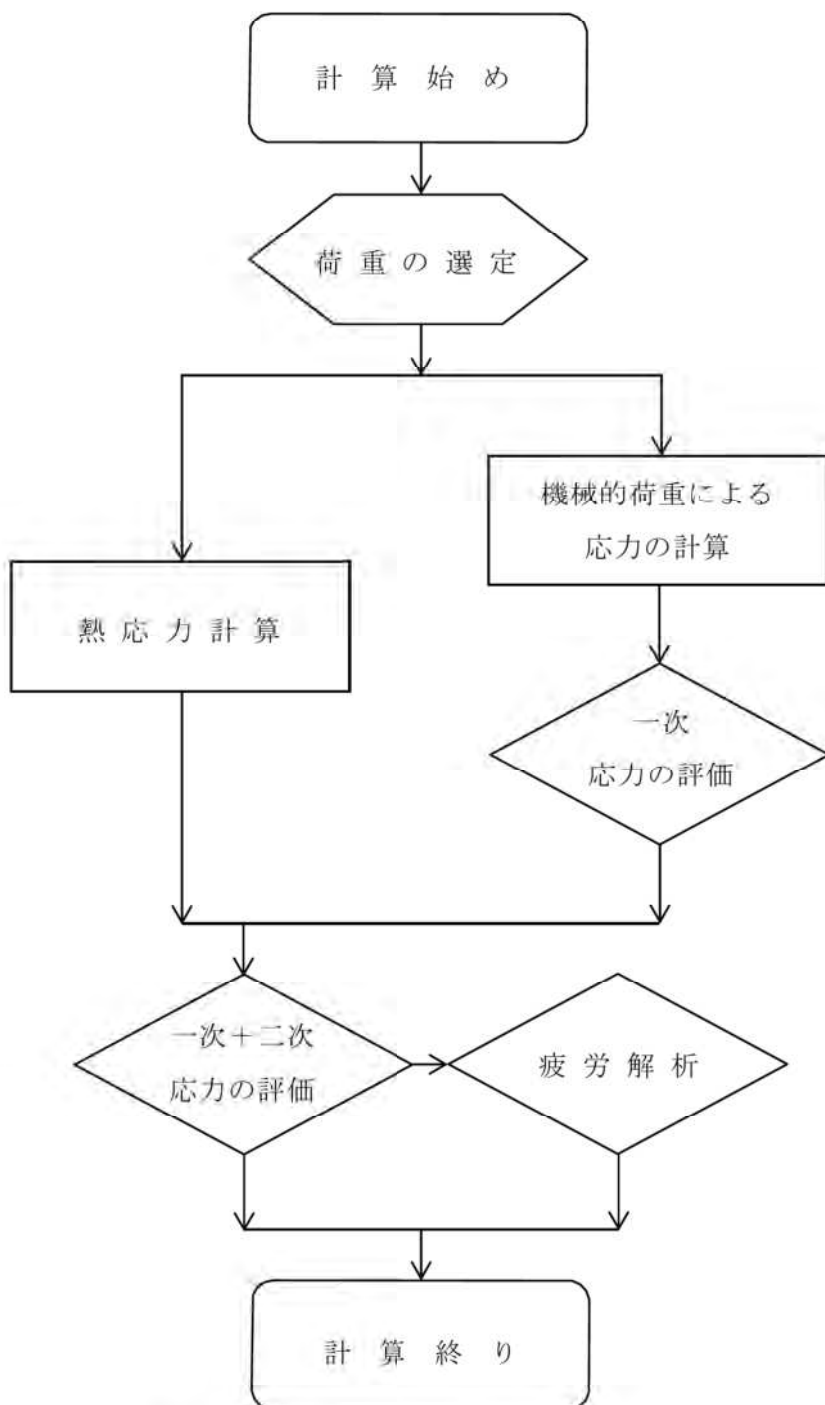 計算始め
荷重の選定
機械的荷重による
応力の計算
熱応力計算
一次
応力の評価
一次＋二次
応力の評価
疲労解析
計算終り